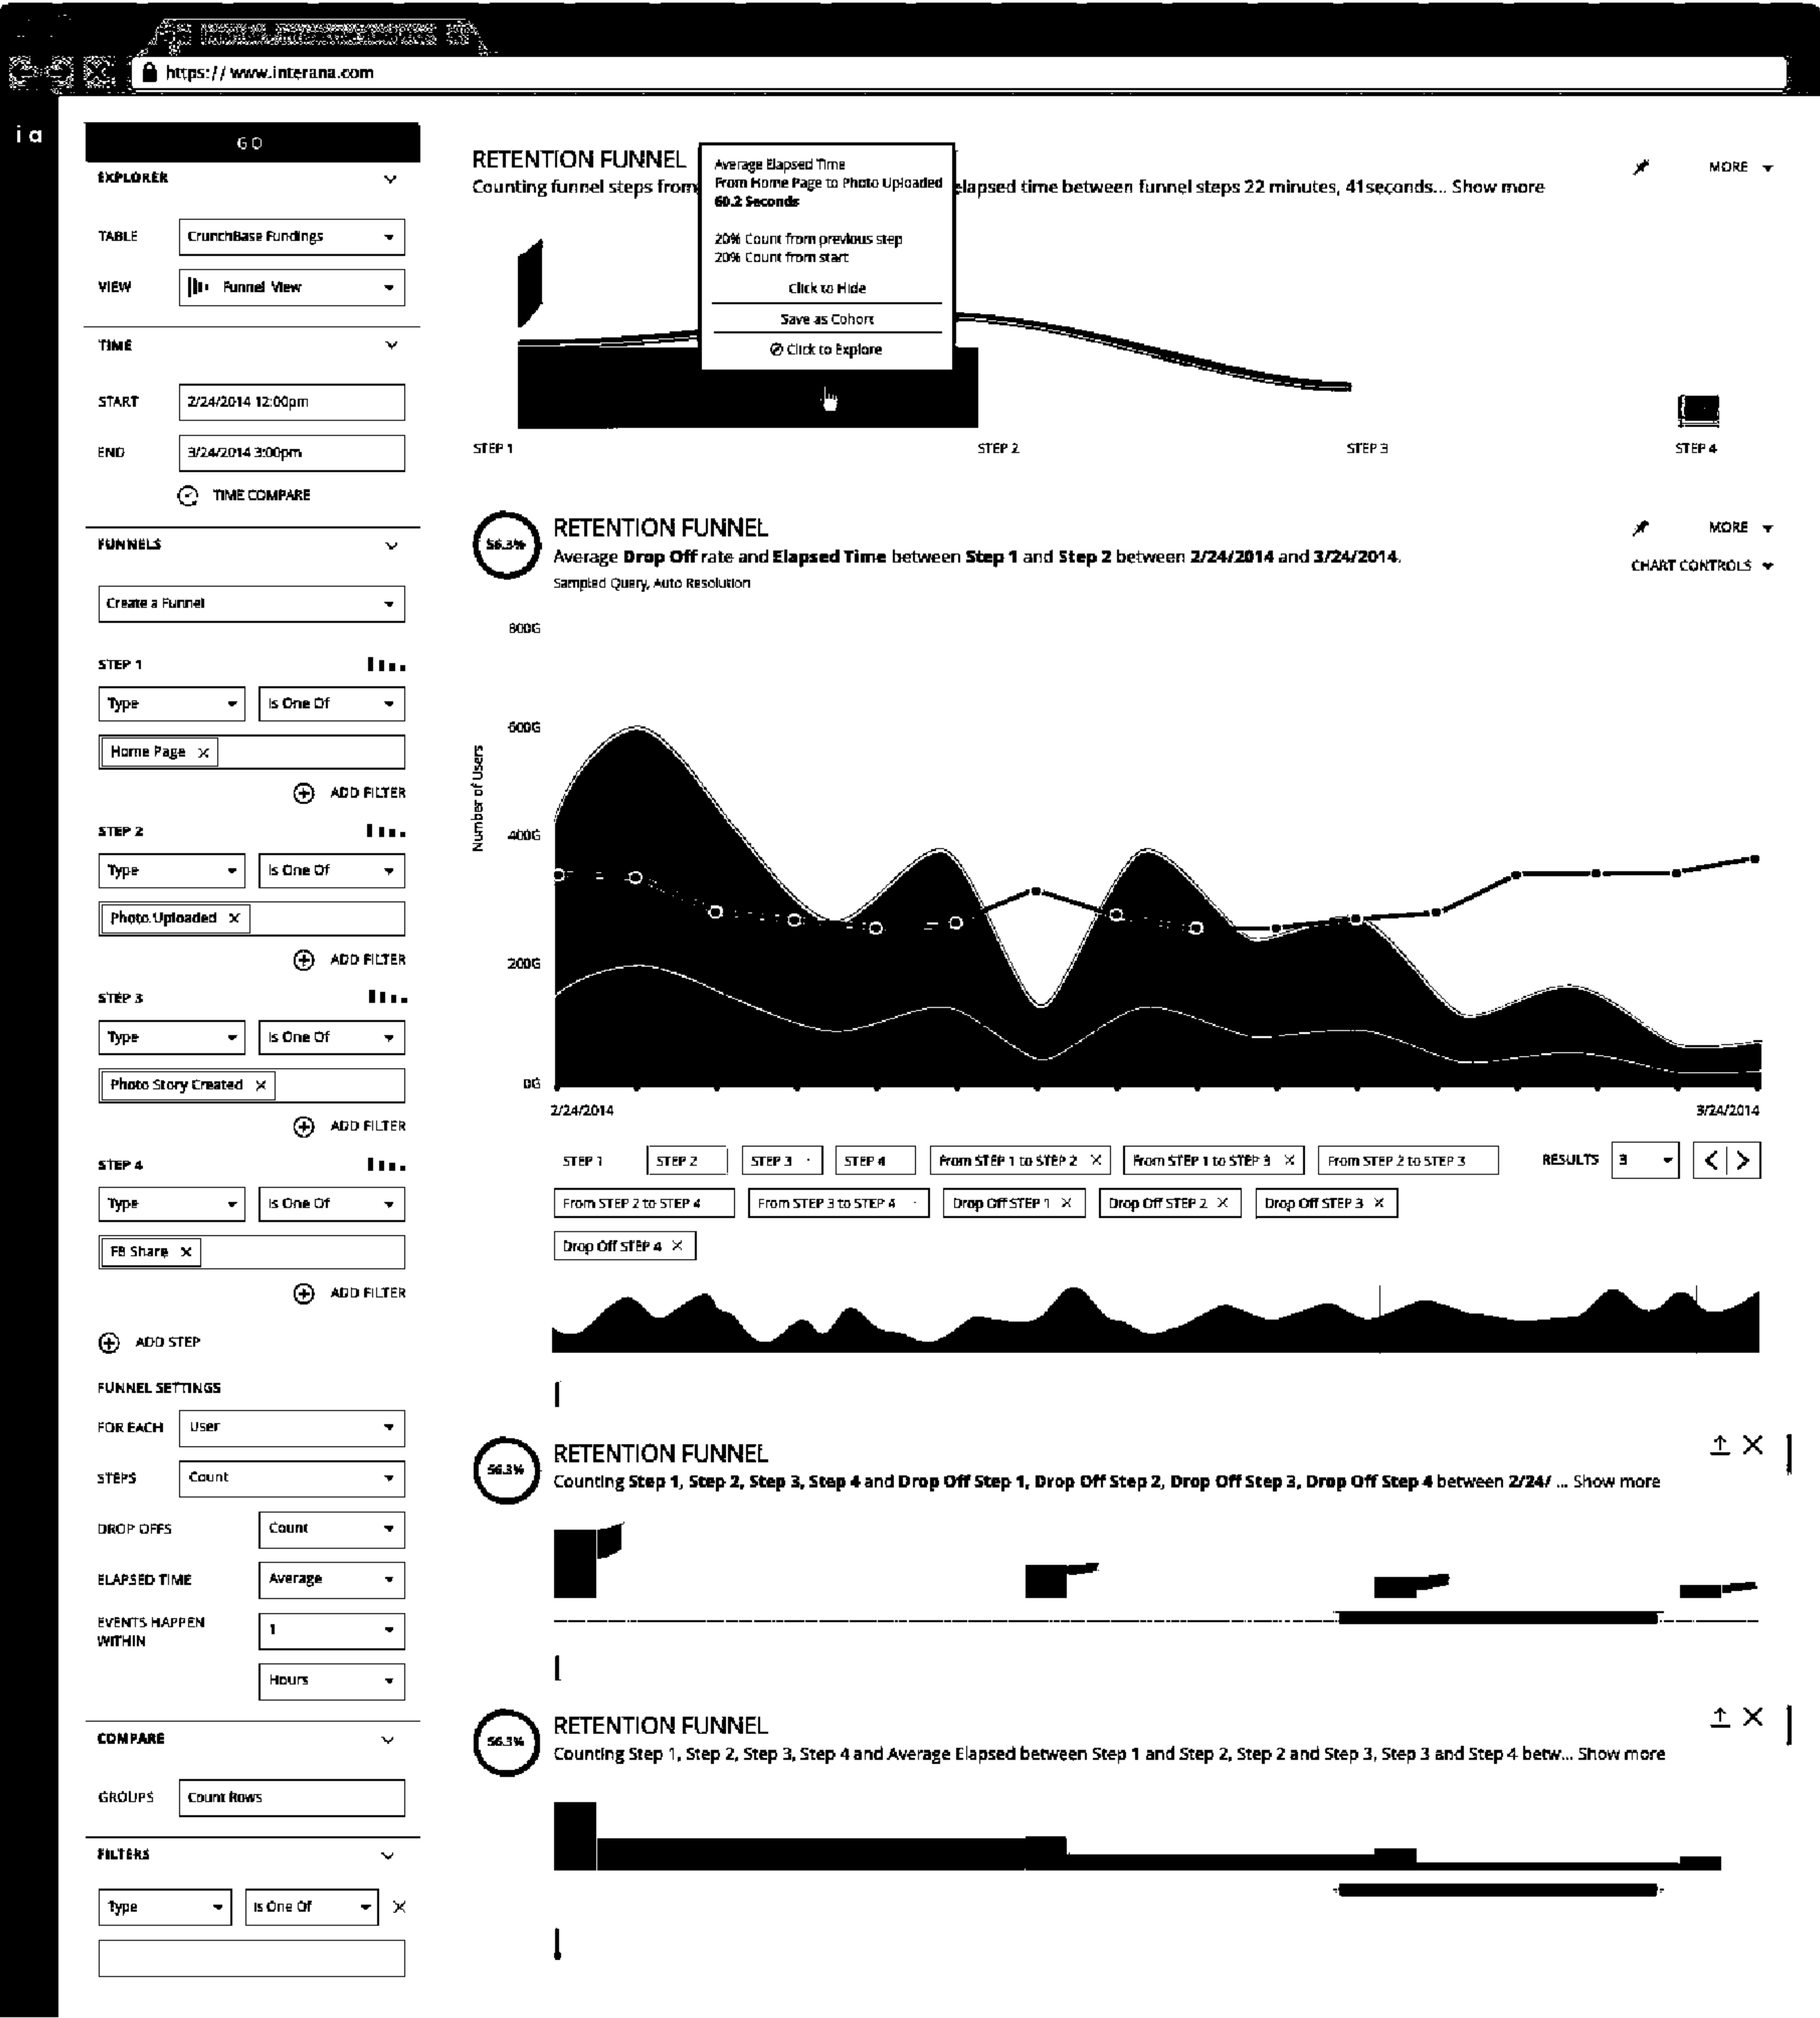 https:// www.interana.com
ia
GO
EXPLORER
TABLE CrunchBase Fundings
VIEW Funnel View
TIME
START 2/24/2014 12:00pm
END 3/24/2014 3:00pm
TIME COMPARE
FUNNELS
Create a Funnel
STEP 1
Type Is One Of
Home Page
ADD FILTER
STEP 2
Type Is One Of
Photo Uploaded
ADD FILTER
STEP 3
Type Is One Of
Photo Story Created
ADD FILTER
STEP 4
Type Is One Of
FB Share
ADD FILTER
ADD STEP
FUNNEL SETTINGS
FOR EACH User
STEPS Count
DROP OFFS Count
ELAPSED TIME Average
EVENTS HAPPEN
WITHIN
1
Hours
COMPARE
GROUPS Count Rows
FILTERS
Type Is One Of
RETENTION FUNNEL
MORE
Counting funnel steps from elapsed time between funnel steps 22 minutes, 41seconds... Show more
Average Elapsed Time
From Home Page to Photo Uploaded
60.2 Seconds
20% Count from previous step
20% Count from start
Click to Hide
Save as Cohort
Click to Explore
STEP 1 STEP 2 STEP 3 STEP 4
56.3%
RETENTION FUNNEL
MORE
Average Drop Off rate and Elapsed Time between Step 1 and Step 2 between 2/24/2014 and 3/24/2014.
CHART CONTROLS
Sampled Query, Auto Resolution
Number of Users
800G
600G
400G
200G
0G
2/24/2014 3/24/2014
STEP 1 STEP 2 STEP 3 STEP 4 From STEP 1 to STEP 2 From STEP 1 to STEP 3 From STEP 2 to STEP 3 RESULTS 3
From STEP 2 to STEP 4 From STEP 3 to STEP 4 Drop Off STEP 1 Drop Off STEP 2 Drop Off STEP 3
Drop Off STEP 4
56.3%
RETENTION FUNNEL
Counting Step 1, Step 2, Step 3, Step 4 and Drop Off Step 1, Drop Off Step 2, Drop Off Step 3, Drop Off Step 4 between 2/24/ ... Show more
56.3%
RETENTION FUNNEL
Counting Step 1, Step 2, Step 3, Step 4 and Average Elapsed between Step 1 and Step 2, Step 2 and Step 3, Step 3 and Step 4 betw... Show more